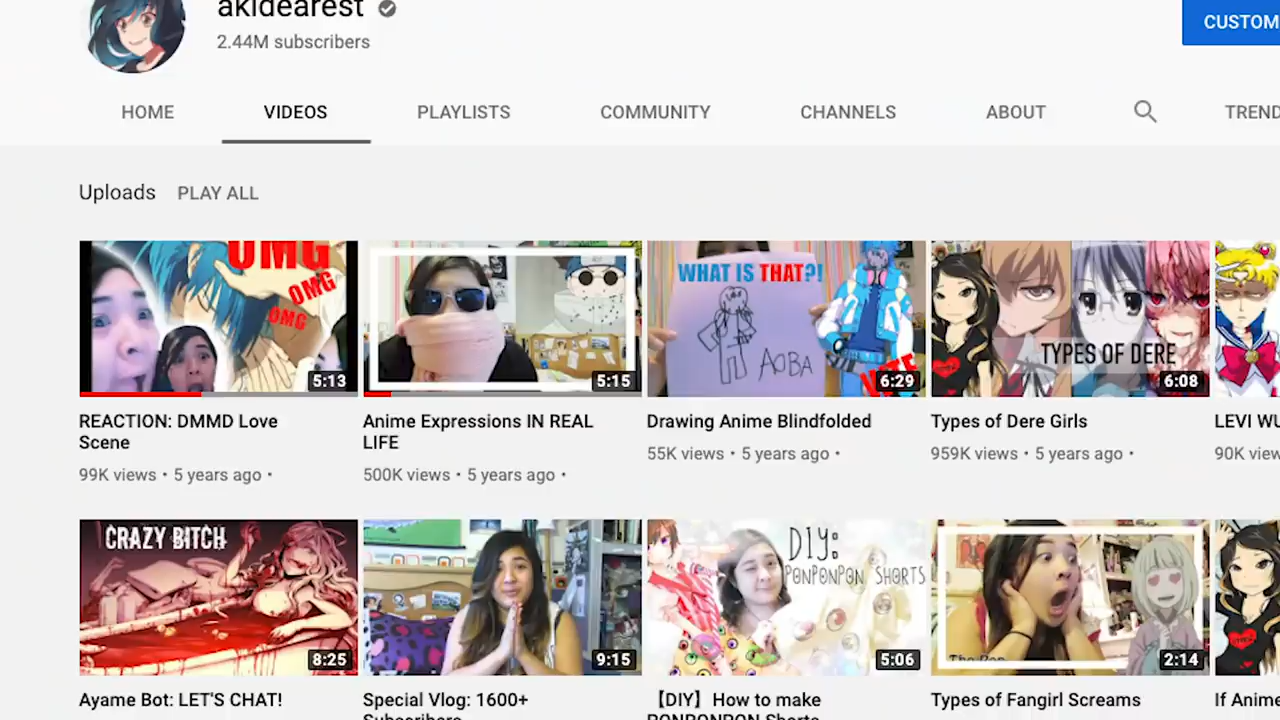 akidearest
2.44M subscribers
CUSTOM
HOME VIDEOS PLAYLISTS COMMUNITY CHANNELS ABOUT TREND
Uploads PLAY ALL
OMG
OMG
OMG
5:13
5:15
WHAT IS THAT?!
AOBA
6:29
TYPES OF DERE
6:08
REACTION: DMMD Love
Scene
99K views • 5 years ago •
Anime Expressions IN REAL
LIFE
500K views • 5 years ago •
Drawing Anime Blindfolded
55K views • 5 years ago •
Types of Dere Girls
959K views • 5 years ago •
LEVI WU
90K view
CRAZY BITCH
8:25
9:15
DIY:
PONPONPON SHORTS
5:06
2:14
Ayame Bot: LET'S CHAT!
Special Vlog: 1600+
Subscribers
【DIY】How to make
PONPONPON Shorts
Types of Fangirl Screams
If Anime